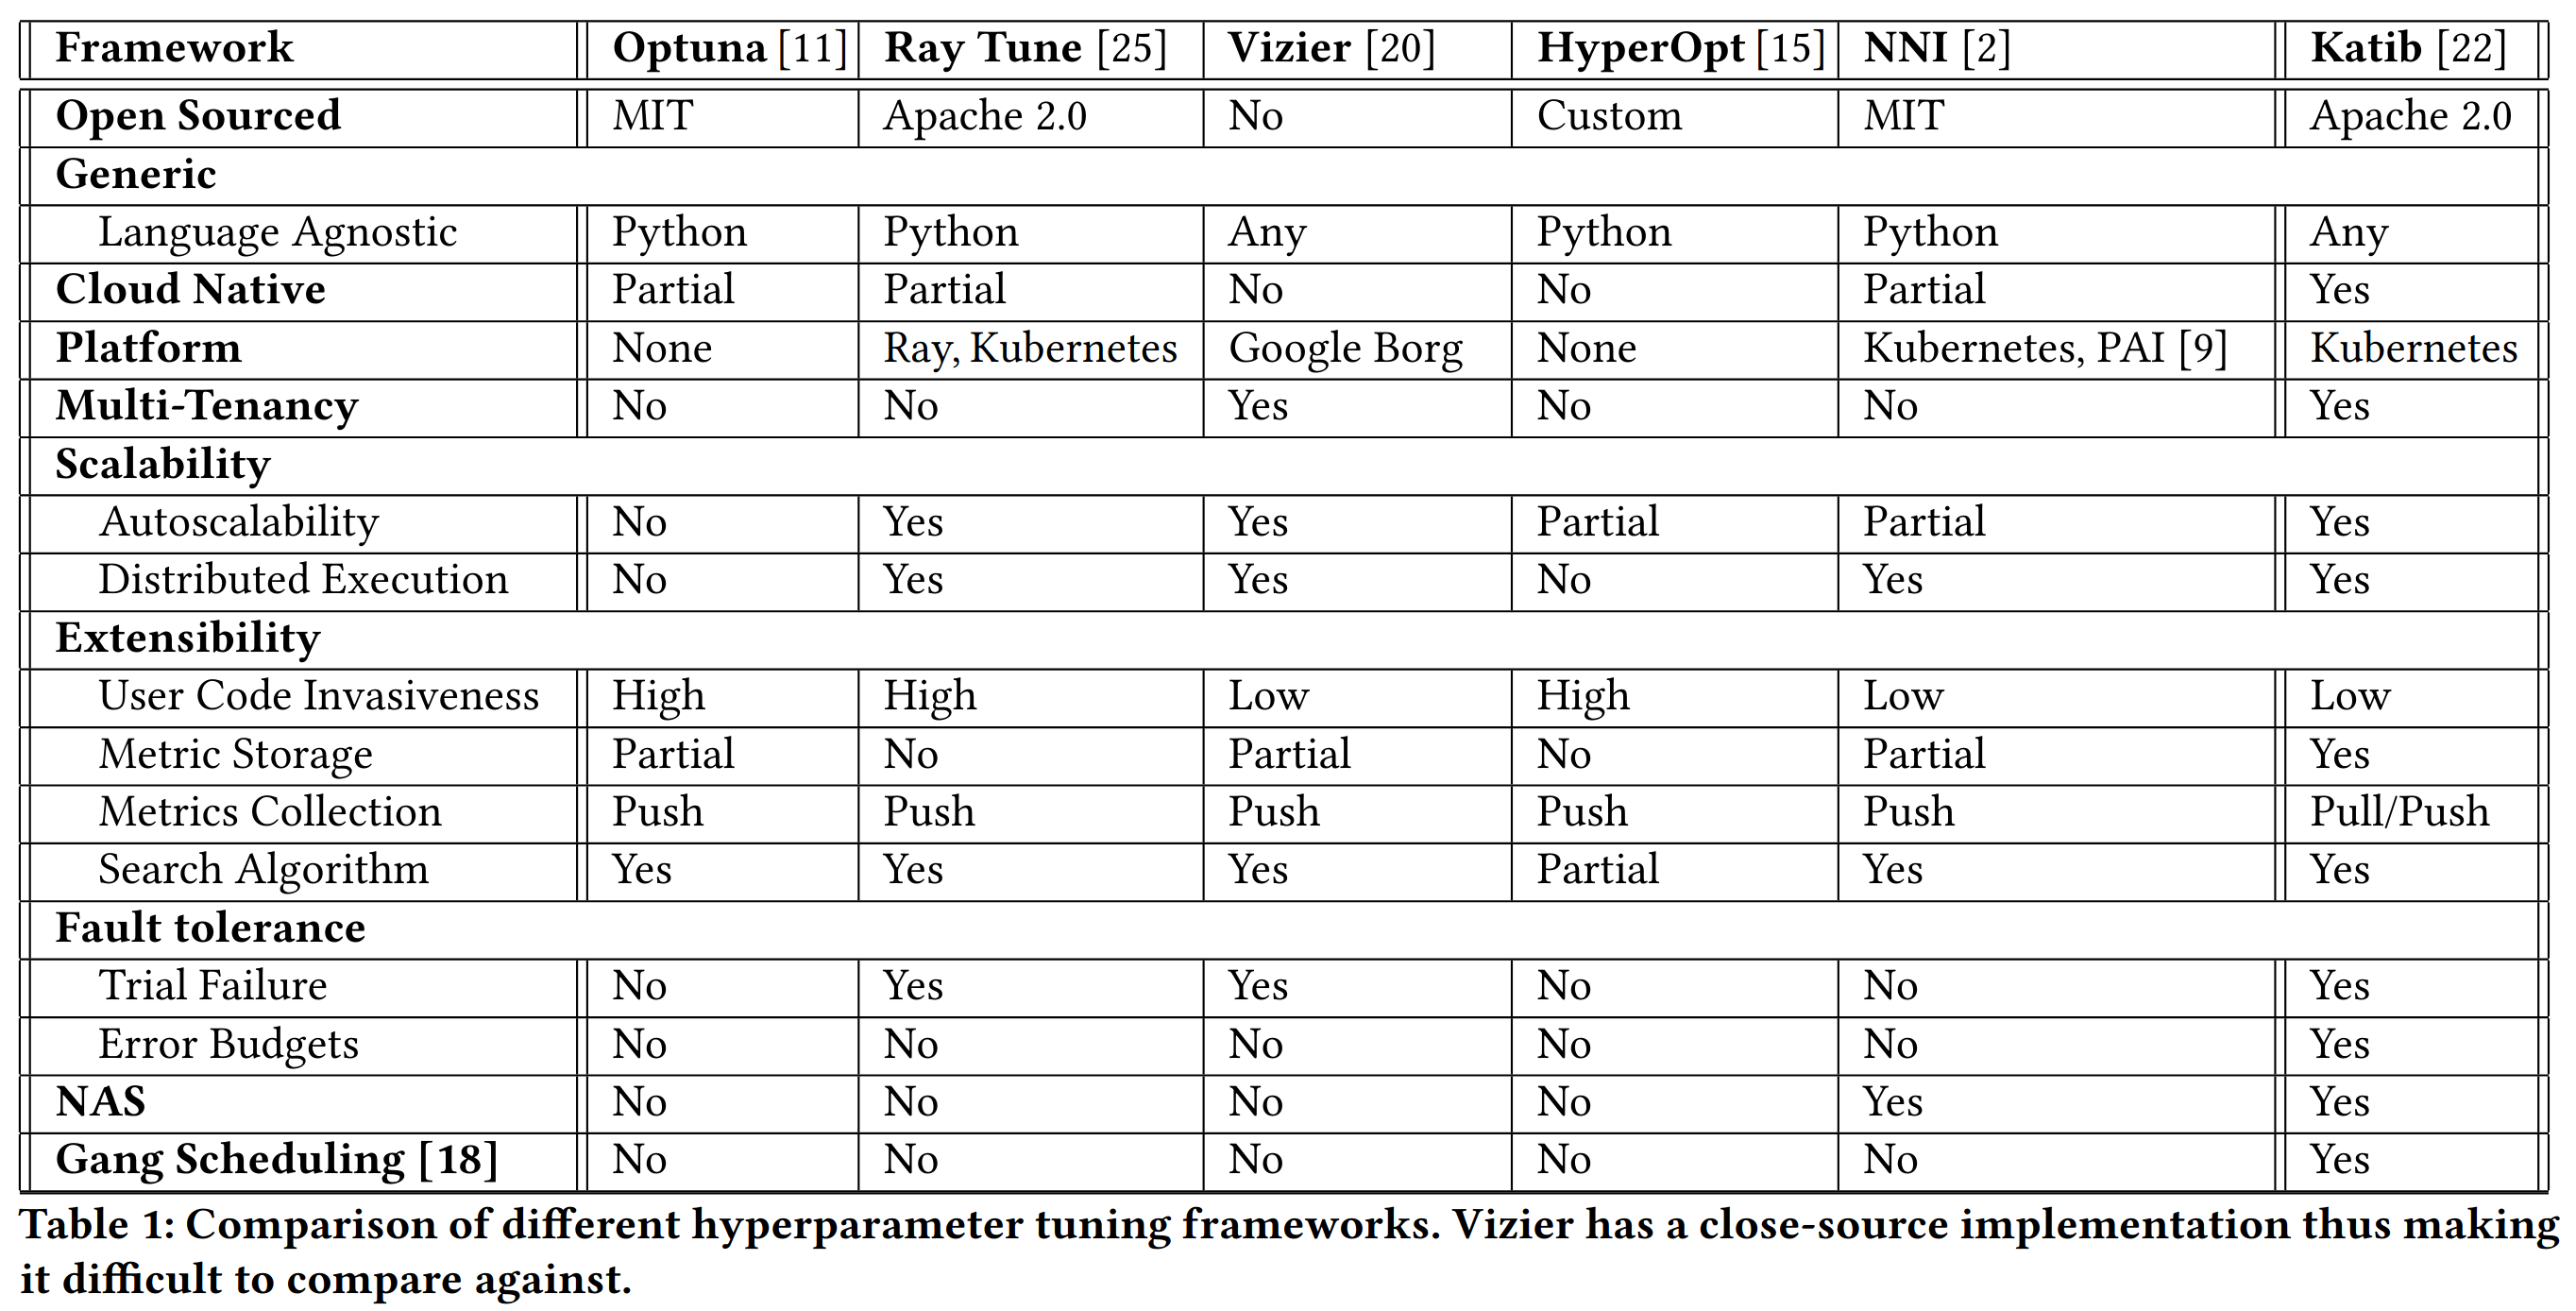 Framework Optuna [11] Ray Tune [25] Vizier [20] HyperOpt [15] NNI [2] Katib [22]
Open Sourced MIT Apache 2.0 No Custom MIT Apache 2.0
Generic
Language Agnostic Python Python Any Python Python Any
Cloud Native Partial Partial No No Partial Yes
Platform None Ray, Kubernetes Google Borg None Kubernetes, PAI [9] Kubernetes
Multi-Tenancy No No Yes No No Yes
Scalability
Autoscalability No Yes Yes Partial Partial Yes
Distributed Execution No Yes Yes No Yes Yes
Extensibility
User Code Invasiveness High High Low High Low Low
Metric Storage Partial No Partial No Partial Yes
Metrics Collection Push Push Push Push Push Pull/Push
Search Algorithm Yes Yes Yes Partial Yes Yes
Fault tolerance
Trial Failure No Yes Yes No No Yes
Error Budgets No No No No No Yes
NAS No No No No Yes Yes
Gang Scheduling [18] No No No No No Yes
Table 1: Comparison of different hyperparameter tuning frameworks. Vizier has a close-source implementation thus making
it difficult to compare against.